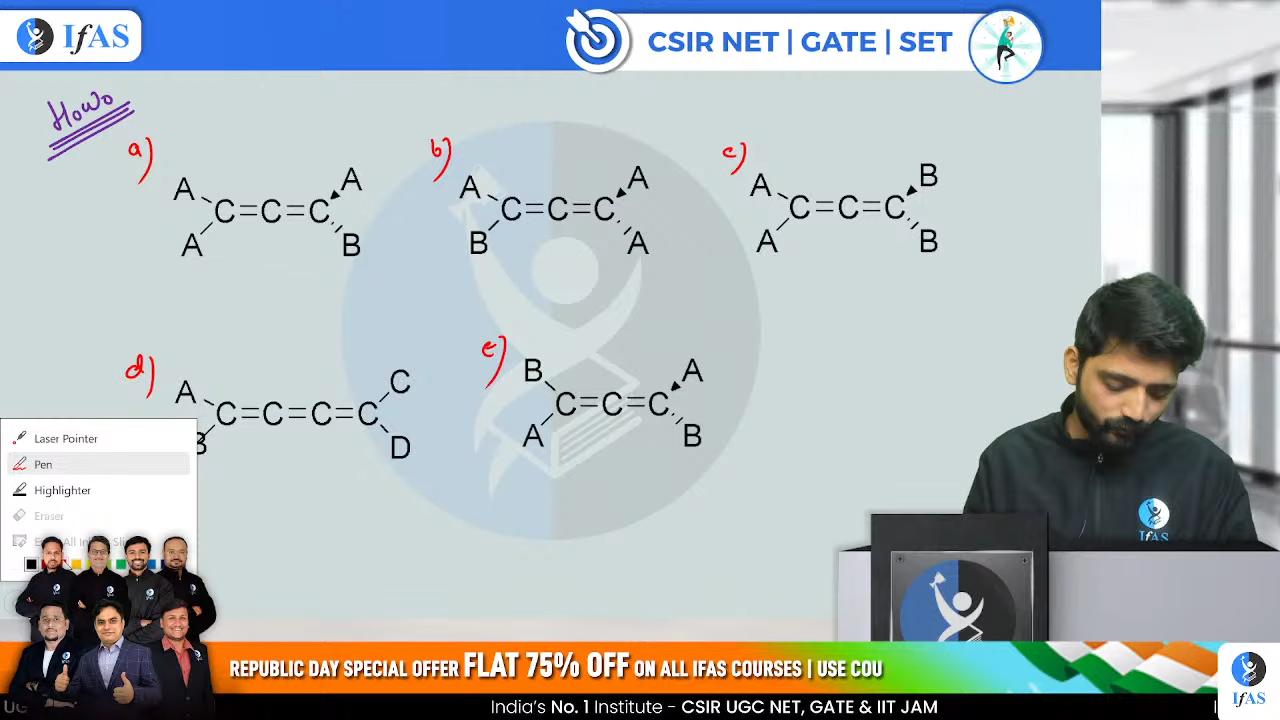 IfAS
CSIR NET | GATE | SET
Howo
a)
b)
c)
A
A
C=C=C
A
B
A
B
C=C=C
A
A
A
A
C=C=C
B
B
d)
e)
A
B
C=C=C=C
C
D
B
A
C=C=C
A
B
Laser Pointer
Pen
Highlighter
Eraser
IfAS
REPUBLIC DAY SPECIAL OFFER FLAT 75% OFF ON ALL IFAS COURSES | USE COU
India's No. 1 Institute - CSIR UGC NET, GATE & IIT JAM
IfAS